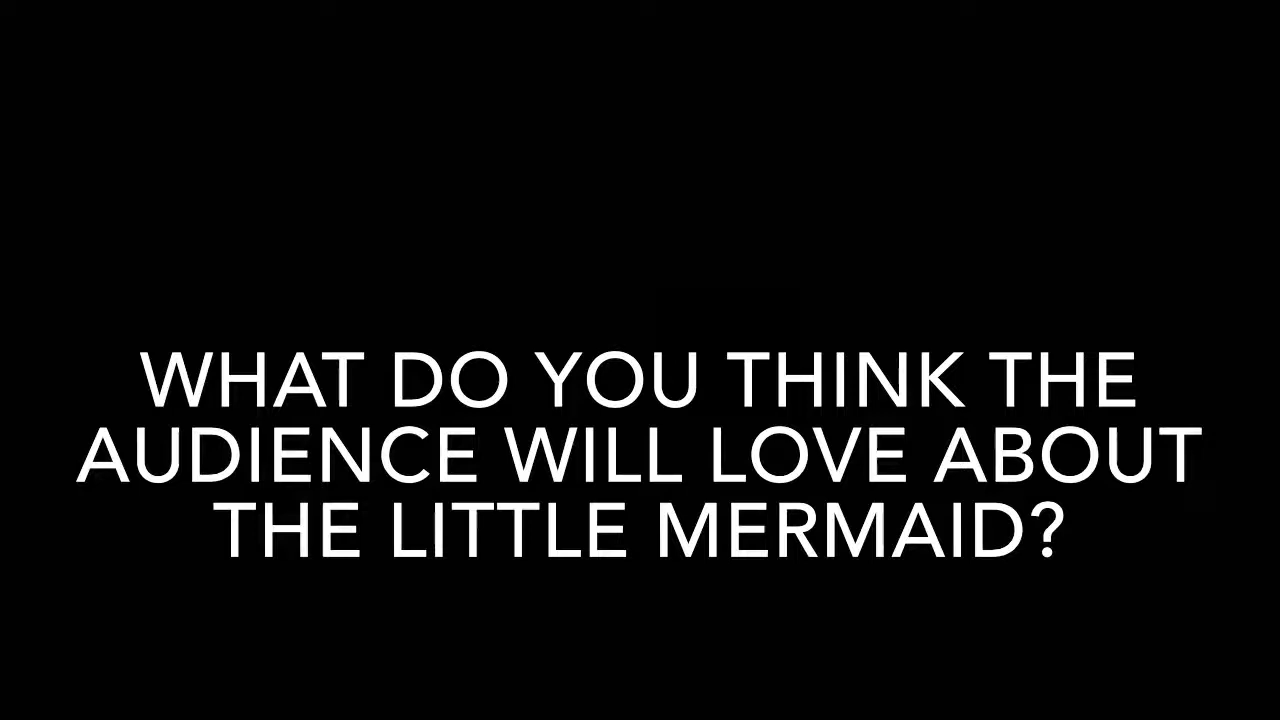 WHAT DO YOU THINK THE
AUDIENCE WILL LOVE ABOUT
THE LITTLE MERMAID?